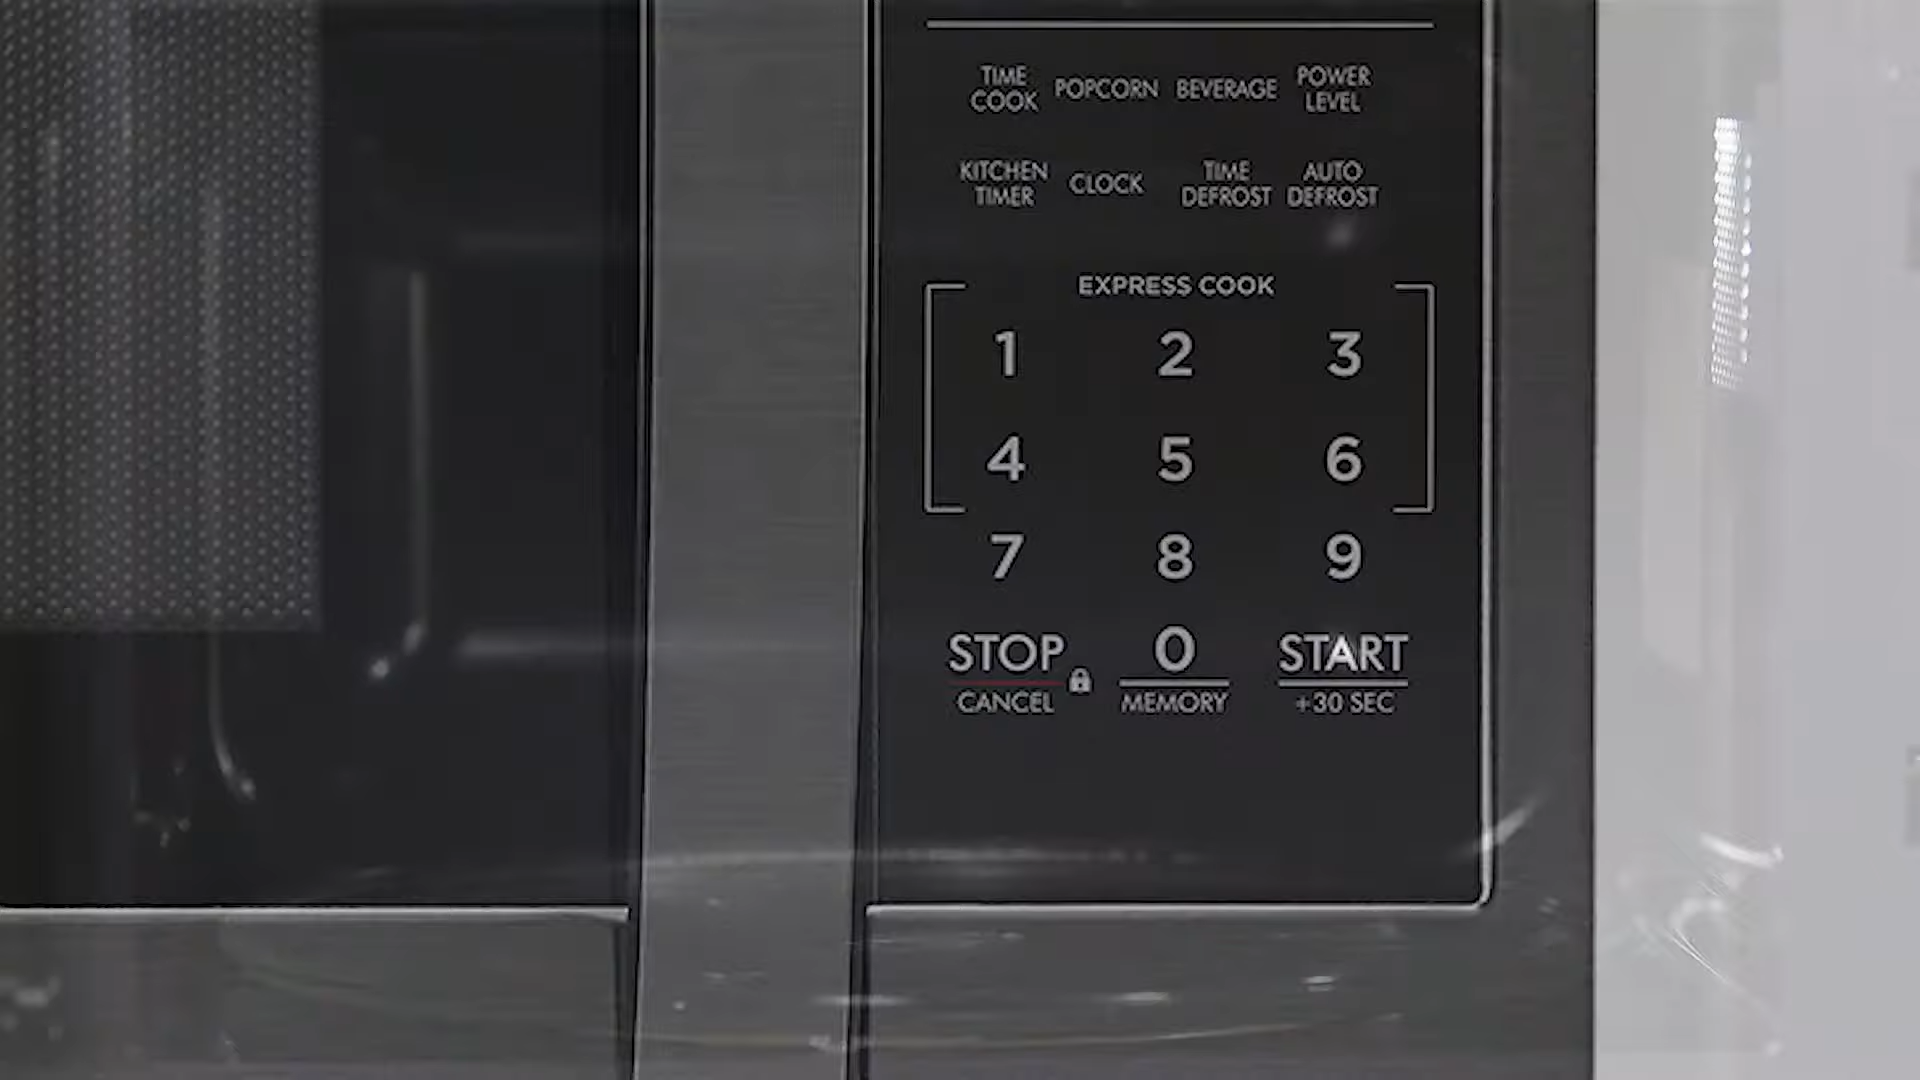 TIME COOK POPCORN BEVERAGE POWER LEVEL
KITCHEN TIMER CLOCK TIME DEFROST AUTO DEFROST
EXPRESS COOK
1 2 3
4 5 6
7 8 9
STOP 0 START
CANCEL MEMORY +30 SEC